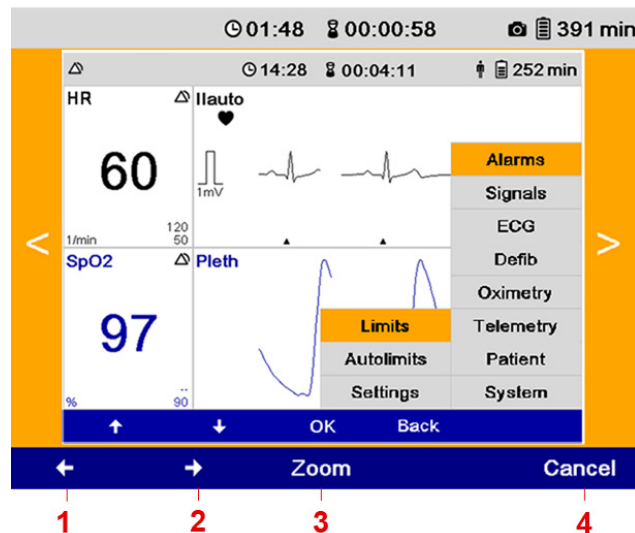 01:48 00:00:58 391 min
14:28 00:04:11 252 min
HR IIauto
60
1mV
120
1/min 50
SpO2 Pleth
97
--
% 90
Alarms
Signals
ECG
Defib
Oximetry
Limits Telemetry
Autolimits Patient
Settings System
↑ ↓ OK Back
← → Zoom Cancel
1 2 3 4